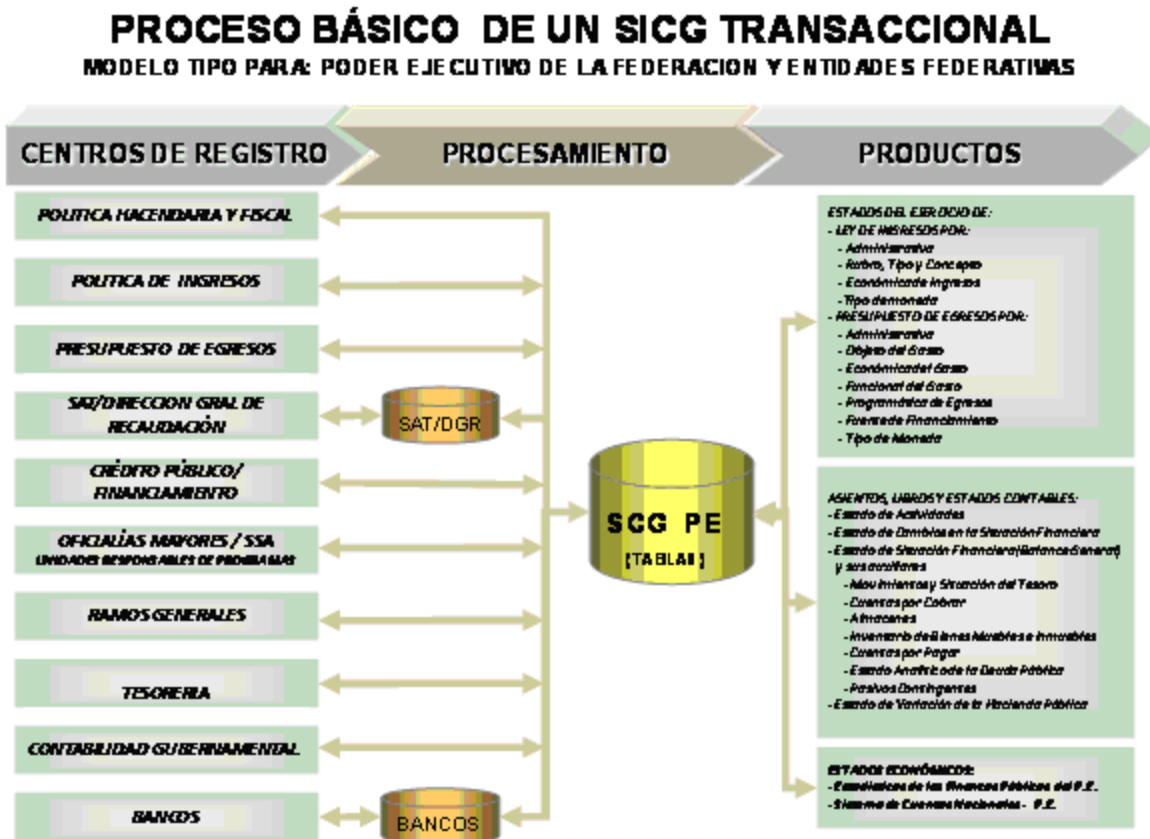 PROCESO BÁSICO DE UN SICG TRANSACCIONAL
MODELO TIPO PARA: PODER EJECUTIVO DE LA FEDERACION Y ENTIDADES FEDERATIVAS
CENTROS DE REGISTRO
PROCESAMIENTO
PRODUCTOS
POLITICA HACENDARIA Y FISCAL
POLITICA DE INGRESOS
PRESUPUESTO DE EGRESOS
SAT/DIRECCION GRAL DE
RECAUDACIÓN
CRÉDITO PÚBLICO/
FINANCIAMIENTO
OFICIALÍAS MAYORES / SSA
UNIDADES RESPONSABLES DE PROGRAMAS
RAMOS GENERALES
TESORERIA
CONTABILIDAD GUBERNAMENTAL
BANCOS
SAT/DGR
BANCOS
SCG PE
(TABLAS)
ESTADOS DEL EJERCICIO DE:
- LEY DE INGRESOS POR:
- Administrativa
- Rubro, Tipo y Concepto
- Económica de Ingresos
- Tipo de moneda
- PRESUPUESTO DE EGRESOS POR:
- Administrativa
- Objeto del Gasto
- Económica del Gasto
- Funcional del Gasto
- Programática de Egresos
- Fuente de Financiamiento
- Tipo de Moneda
ASIENTOS, LIBROS Y ESTADOS CONTABLES:
- Estado de Actividades
- Estado de Cambios en la Situación Financiera
- Estado de Situación Financiera (Balance General)
y sus auxiliares
- Movimientos y Situación del Tesoro
- Cuentas por Cobrar
- Almacenes
- Inventario de Bienes Muebles e Inmuebles
- Cuentas por Pagar
- Estado Analítico de la Deuda Pública
- Pasivos Contingentes
- Estado de Variación de la Hacienda Pública
ESTADOS ECONÓMICOS:
- Estadísticas de las Finanzas Públicas del P.E.
- Sistema de Cuentas Nacionales - P.E.